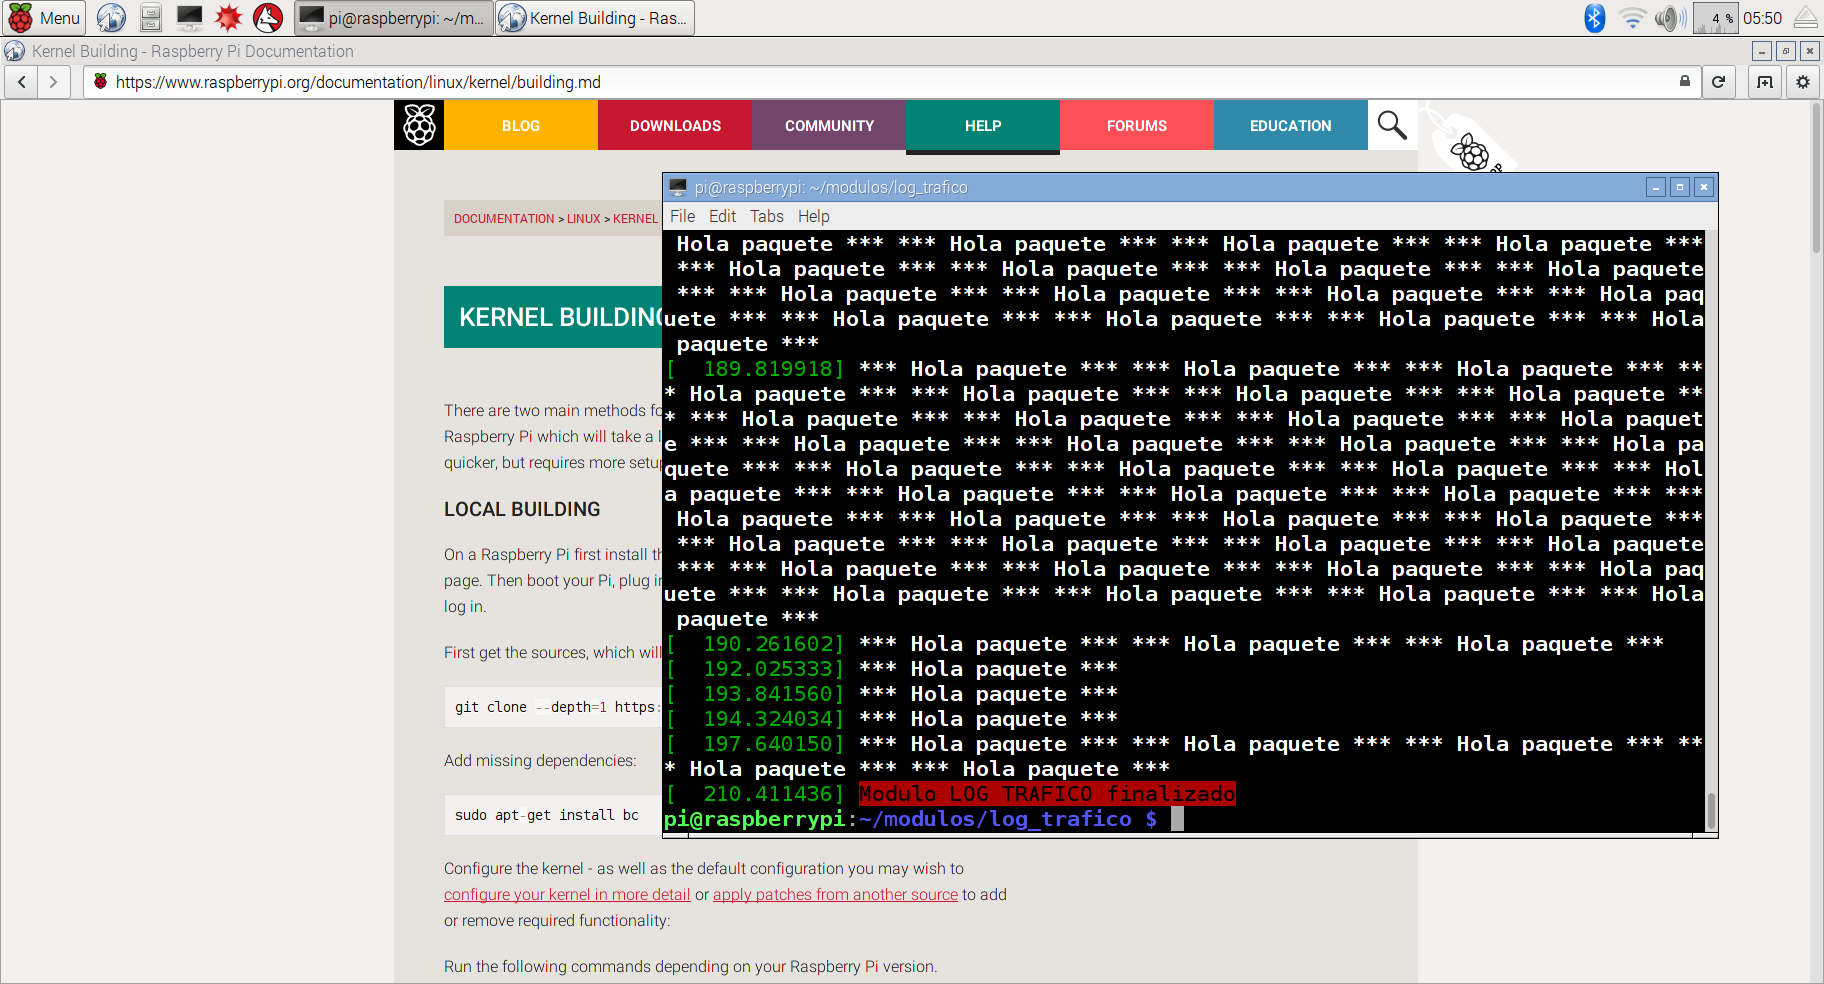 Menu
pi@raspberrypi: ~/m...
Kernel Building - Ras...
4 %
05:50
Kernel Building - Raspberry Pi Documentation
https://www.raspberrypi.org/documentation/linux/kernel/building.md
BLOG
DOWNLOADS
COMMUNITY
HELP
FORUMS
EDUCATION
DOCUMENTATION > LINUX > KERNEL
KERNEL BUILDING
There are two main methods fo
Raspberry Pi which will take a l
quicker, but requires more setup
LOCAL BUILDING
On a Raspberry Pi first install th
page. Then boot your Pi, plug in
log in.
First get the sources, which will
git clone --depth=1 https:
Add missing dependencies:
sudo apt-get install bc
Configure the kernel - as well as the default configuration you may wish to
configure your kernel in more detail or apply patches from another source to add
or remove required functionality:
Run the following commands depending on your Raspberry Pi version.
pi@raspberrypi: ~/modulos/log_trafico
File Edit Tabs Help
Hola paquete *** *** Hola paquete *** *** Hola paquete *** *** Hola paquete ***
*** Hola paquete *** *** Hola paquete *** *** Hola paquete *** *** Hola paquete
*** *** Hola paquete *** *** Hola paquete *** *** Hola paquete *** *** Hola paq
uete *** *** Hola paquete *** *** Hola paquete *** *** Hola paquete *** *** Hola
paquete ***
[  189.819918] *** Hola paquete *** *** Hola paquete *** *** Hola paquete *** **
* Hola paquete *** *** Hola paquete *** *** Hola paquete *** *** Hola paquete **
* *** Hola paquete *** *** Hola paquete *** *** Hola paquete *** *** Hola paquet
e *** *** Hola paquete *** *** Hola paquete *** *** Hola paquete *** *** Hola pa
quete *** *** Hola paquete *** *** Hola paquete *** *** Hola paquete *** *** Hol
a paquete *** *** Hola paquete *** *** Hola paquete *** *** Hola paquete *** ***
Hola paquete *** *** Hola paquete *** *** Hola paquete *** *** Hola paquete ***
*** Hola paquete *** *** Hola paquete *** *** Hola paquete *** *** Hola paquete
*** *** Hola paquete *** *** Hola paquete *** *** Hola paquete *** *** Hola paq
uete *** *** Hola paquete *** *** Hola paquete *** *** Hola paquete *** *** Hola
paquete ***
[  190.261602] *** Hola paquete *** *** Hola paquete *** *** Hola paquete ***
[  192.025333] *** Hola paquete ***
[  193.841560] *** Hola paquete ***
[  194.324034] *** Hola paquete ***
[  197.640150] *** Hola paquete *** *** Hola paquete *** *** Hola paquete *** **
* Hola paquete *** *** Hola paquete ***
[  210.411436] Modulo LOG TRAFICO finalizado
pi@raspberrypi:~/modulos/log_trafico $